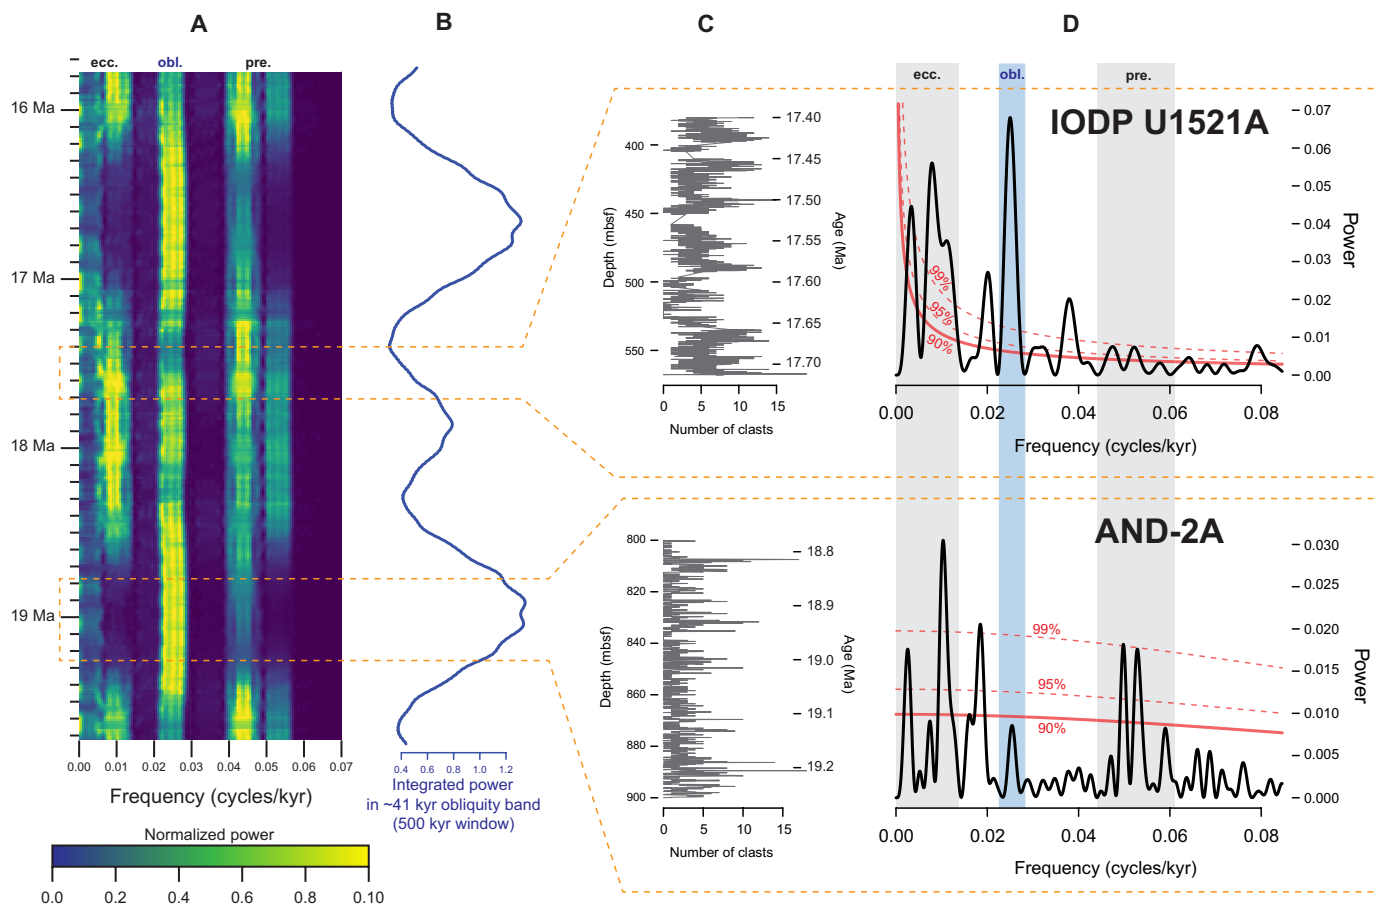 A
B
C
D
ecc.
obl.
pre.
16 Ma
17 Ma
18 Ma
19 Ma
0.00
0.01
0.02
0.03
0.04
0.05
0.06
0.07
Frequency (cycles/kyr)
Normalized power
0.0
0.2
0.4
0.6
0.8
0.10
0.4
0.6
0.8
1.0
1.2
Integrated power
in ~41 kyr obliquity band
(500 kyr window)
Depth (mbsf)
400
450
500
550
17.40
17.45
17.50
17.55
17.60
17.65
17.70
Age (Ma)
0
5
10
15
Number of clasts
ecc.
obl.
pre.
IODP U1521A
99%
95%
90%
0.07
0.06
0.05
0.04
0.03
0.02
0.01
0.00
Power
0.00
0.02
0.04
0.06
0.08
Frequency (cycles/kyr)
Depth (mbsf)
800
820
840
860
880
900
18.8
18.9
19.0
19.1
19.2
Age (Ma)
0
5
10
15
Number of clasts
AND-2A
99%
95%
90%
0.030
0.025
0.020
0.015
0.010
0.005
0.000
Power
0.00
0.02
0.04
0.06
0.08
Frequency (cycles/kyr)